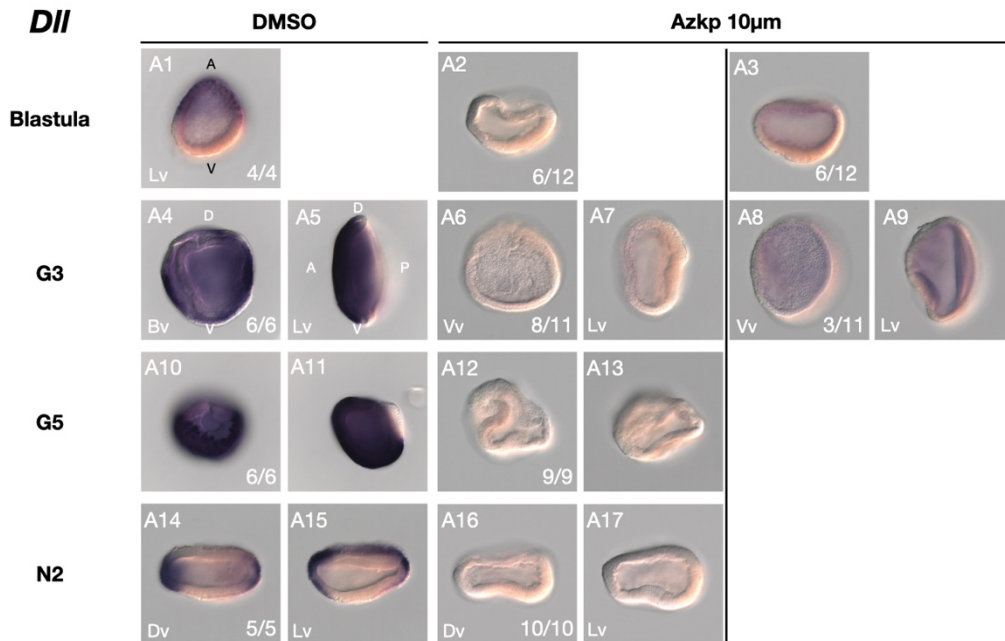 Dll DMSO Azkp 10µm
Blastula
A1 A2 A3
A
V
Lv 4/4 6/12 6/12
G3
A4 D A5 D A6 A7 A8 A9
A P
Bv V 6/6 Lv V Vv 8/11 Lv Vv 3/11 Lv
G5
A10 A11 A12 A13
6/6 9/9
N2
A14 A15 A16 A17
Dv 5/5 Lv Dv 10/10 Lv